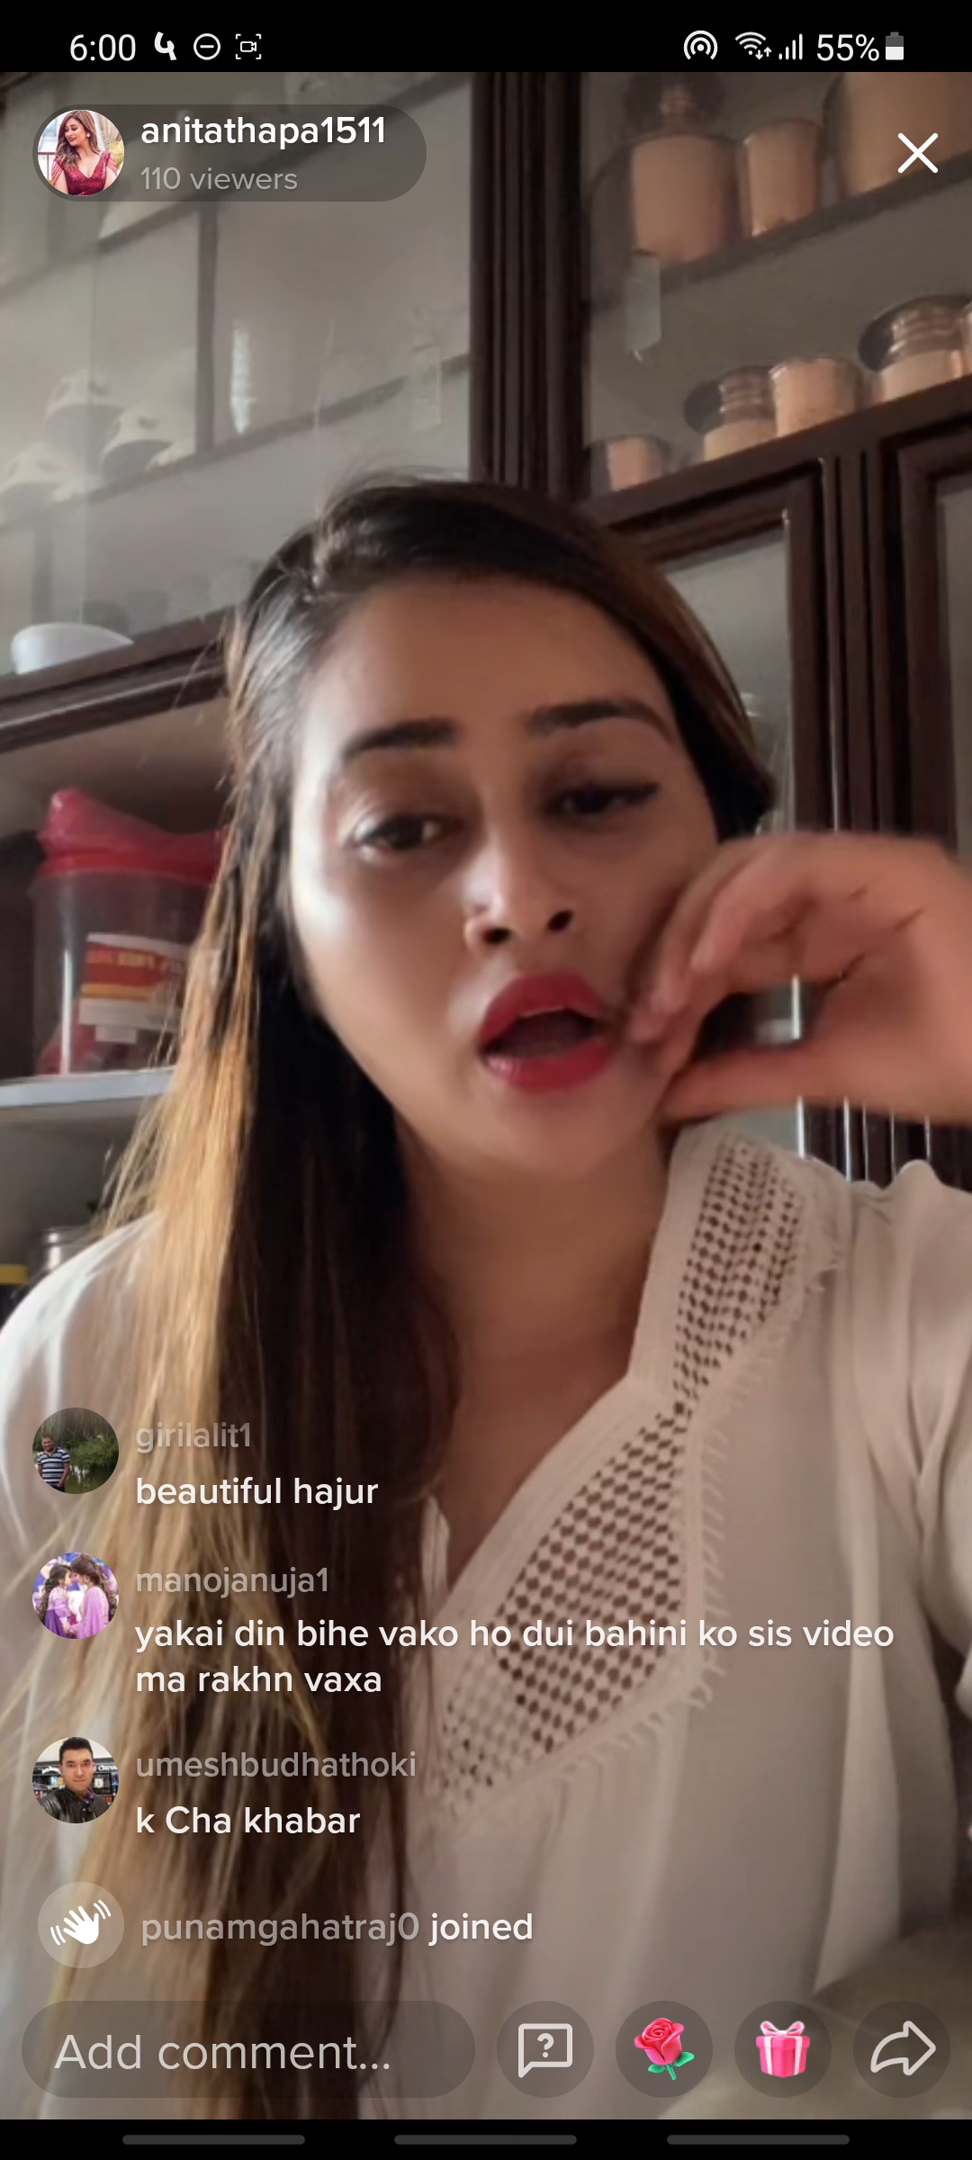 6:00
55%
anitathapa1511
110 viewers
girilalit1
beautiful hajur
manojanuja1
yakai din bihe vako ho dui bahini ko sis video
ma rakhn vaxa
umeshbudhathoki
k Cha khabar
punamgahatraj0 joined
Add comment...